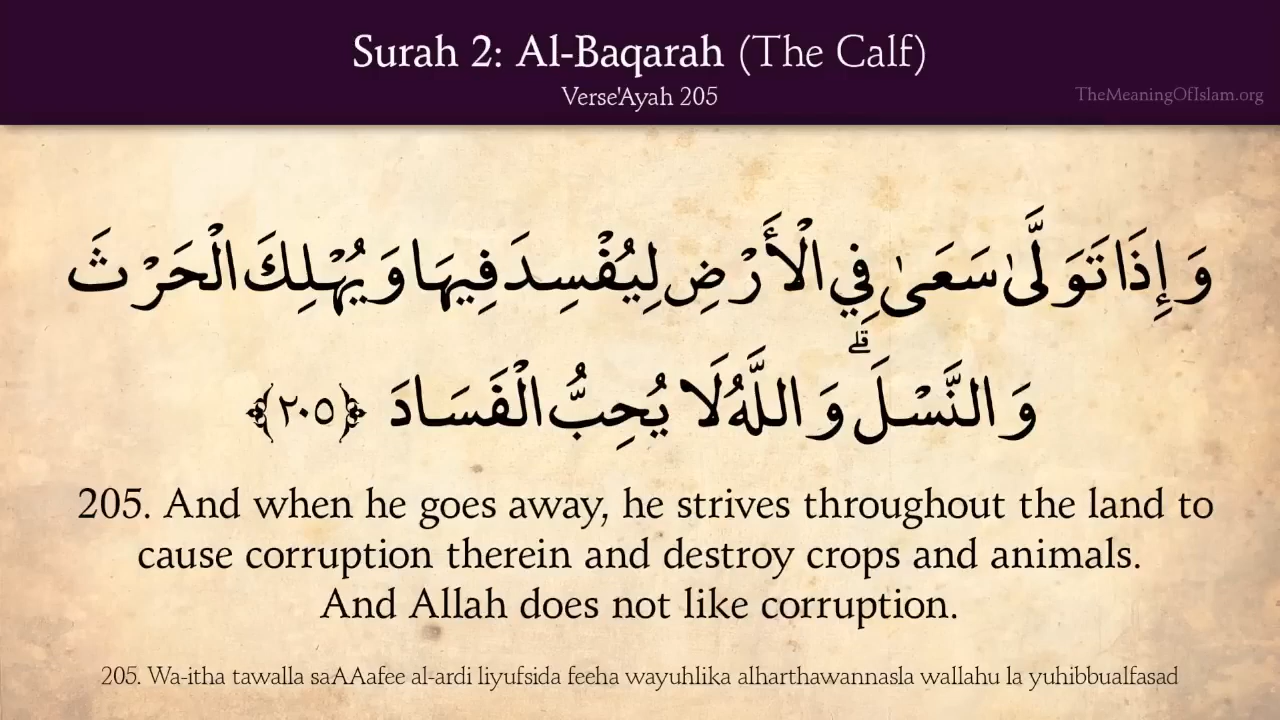 Surah 2: Al-Baqarah (The Calf)
Verse'Ayah 205
TheMeaningOfIslam.org
وَإِذَا تَوَلَّىٰ سَعَىٰ فِي الْأَرْضِ لِيُفْسِدَ فِيهَا وَيُهْلِكَ الْحَرْثَ
وَالنَّسْلَ ۗ وَاللَّهُ لَا يُحِبُّ الْفَسَادَ ﴿٢٠٥﴾
205. And when he goes away, he strives throughout the land to
cause corruption therein and destroy crops and animals.
And Allah does not like corruption.
205. Wa-itha tawalla saAAafee al-ardi liyufsida feeha wayuhlika alharthawannasla wallahu la yuhibbualfasad